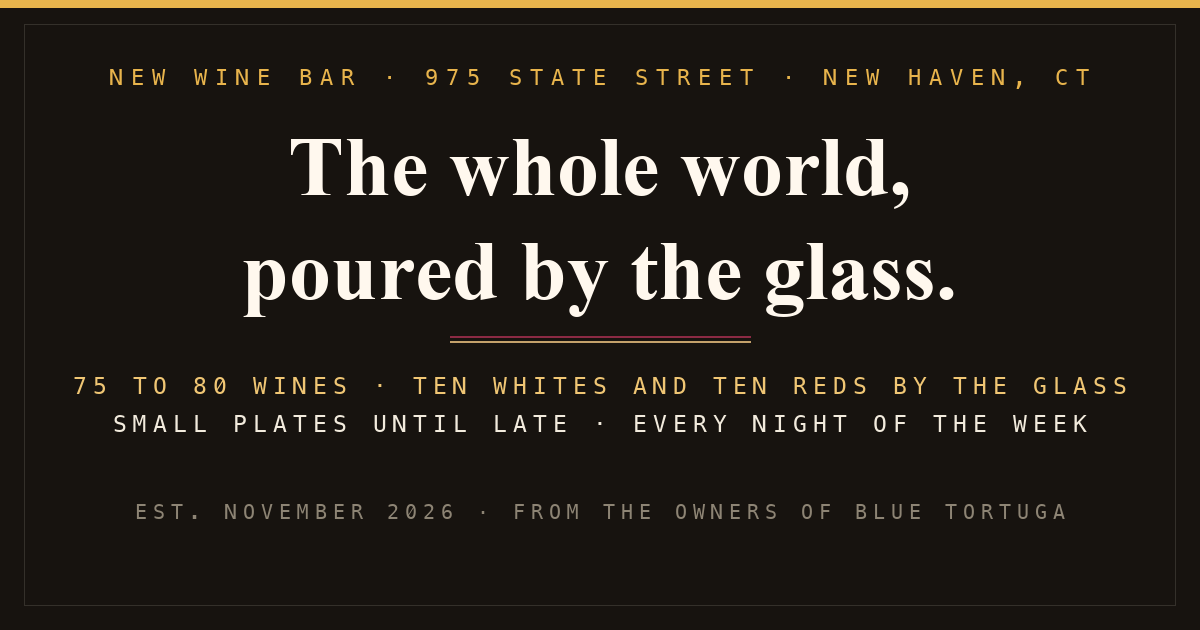 NEW WINE BAR · 975 STATE STREET · NEW HAVEN, CT
The whole world,
poured by the glass.
75 TO 80 WINES · TEN WHITES AND TEN REDS BY THE GLASS
SMALL PLATES UNTIL LATE · EVERY NIGHT OF THE WEEK
EST. NOVEMBER 2026 · FROM THE OWNERS OF BLUE TORTUGA